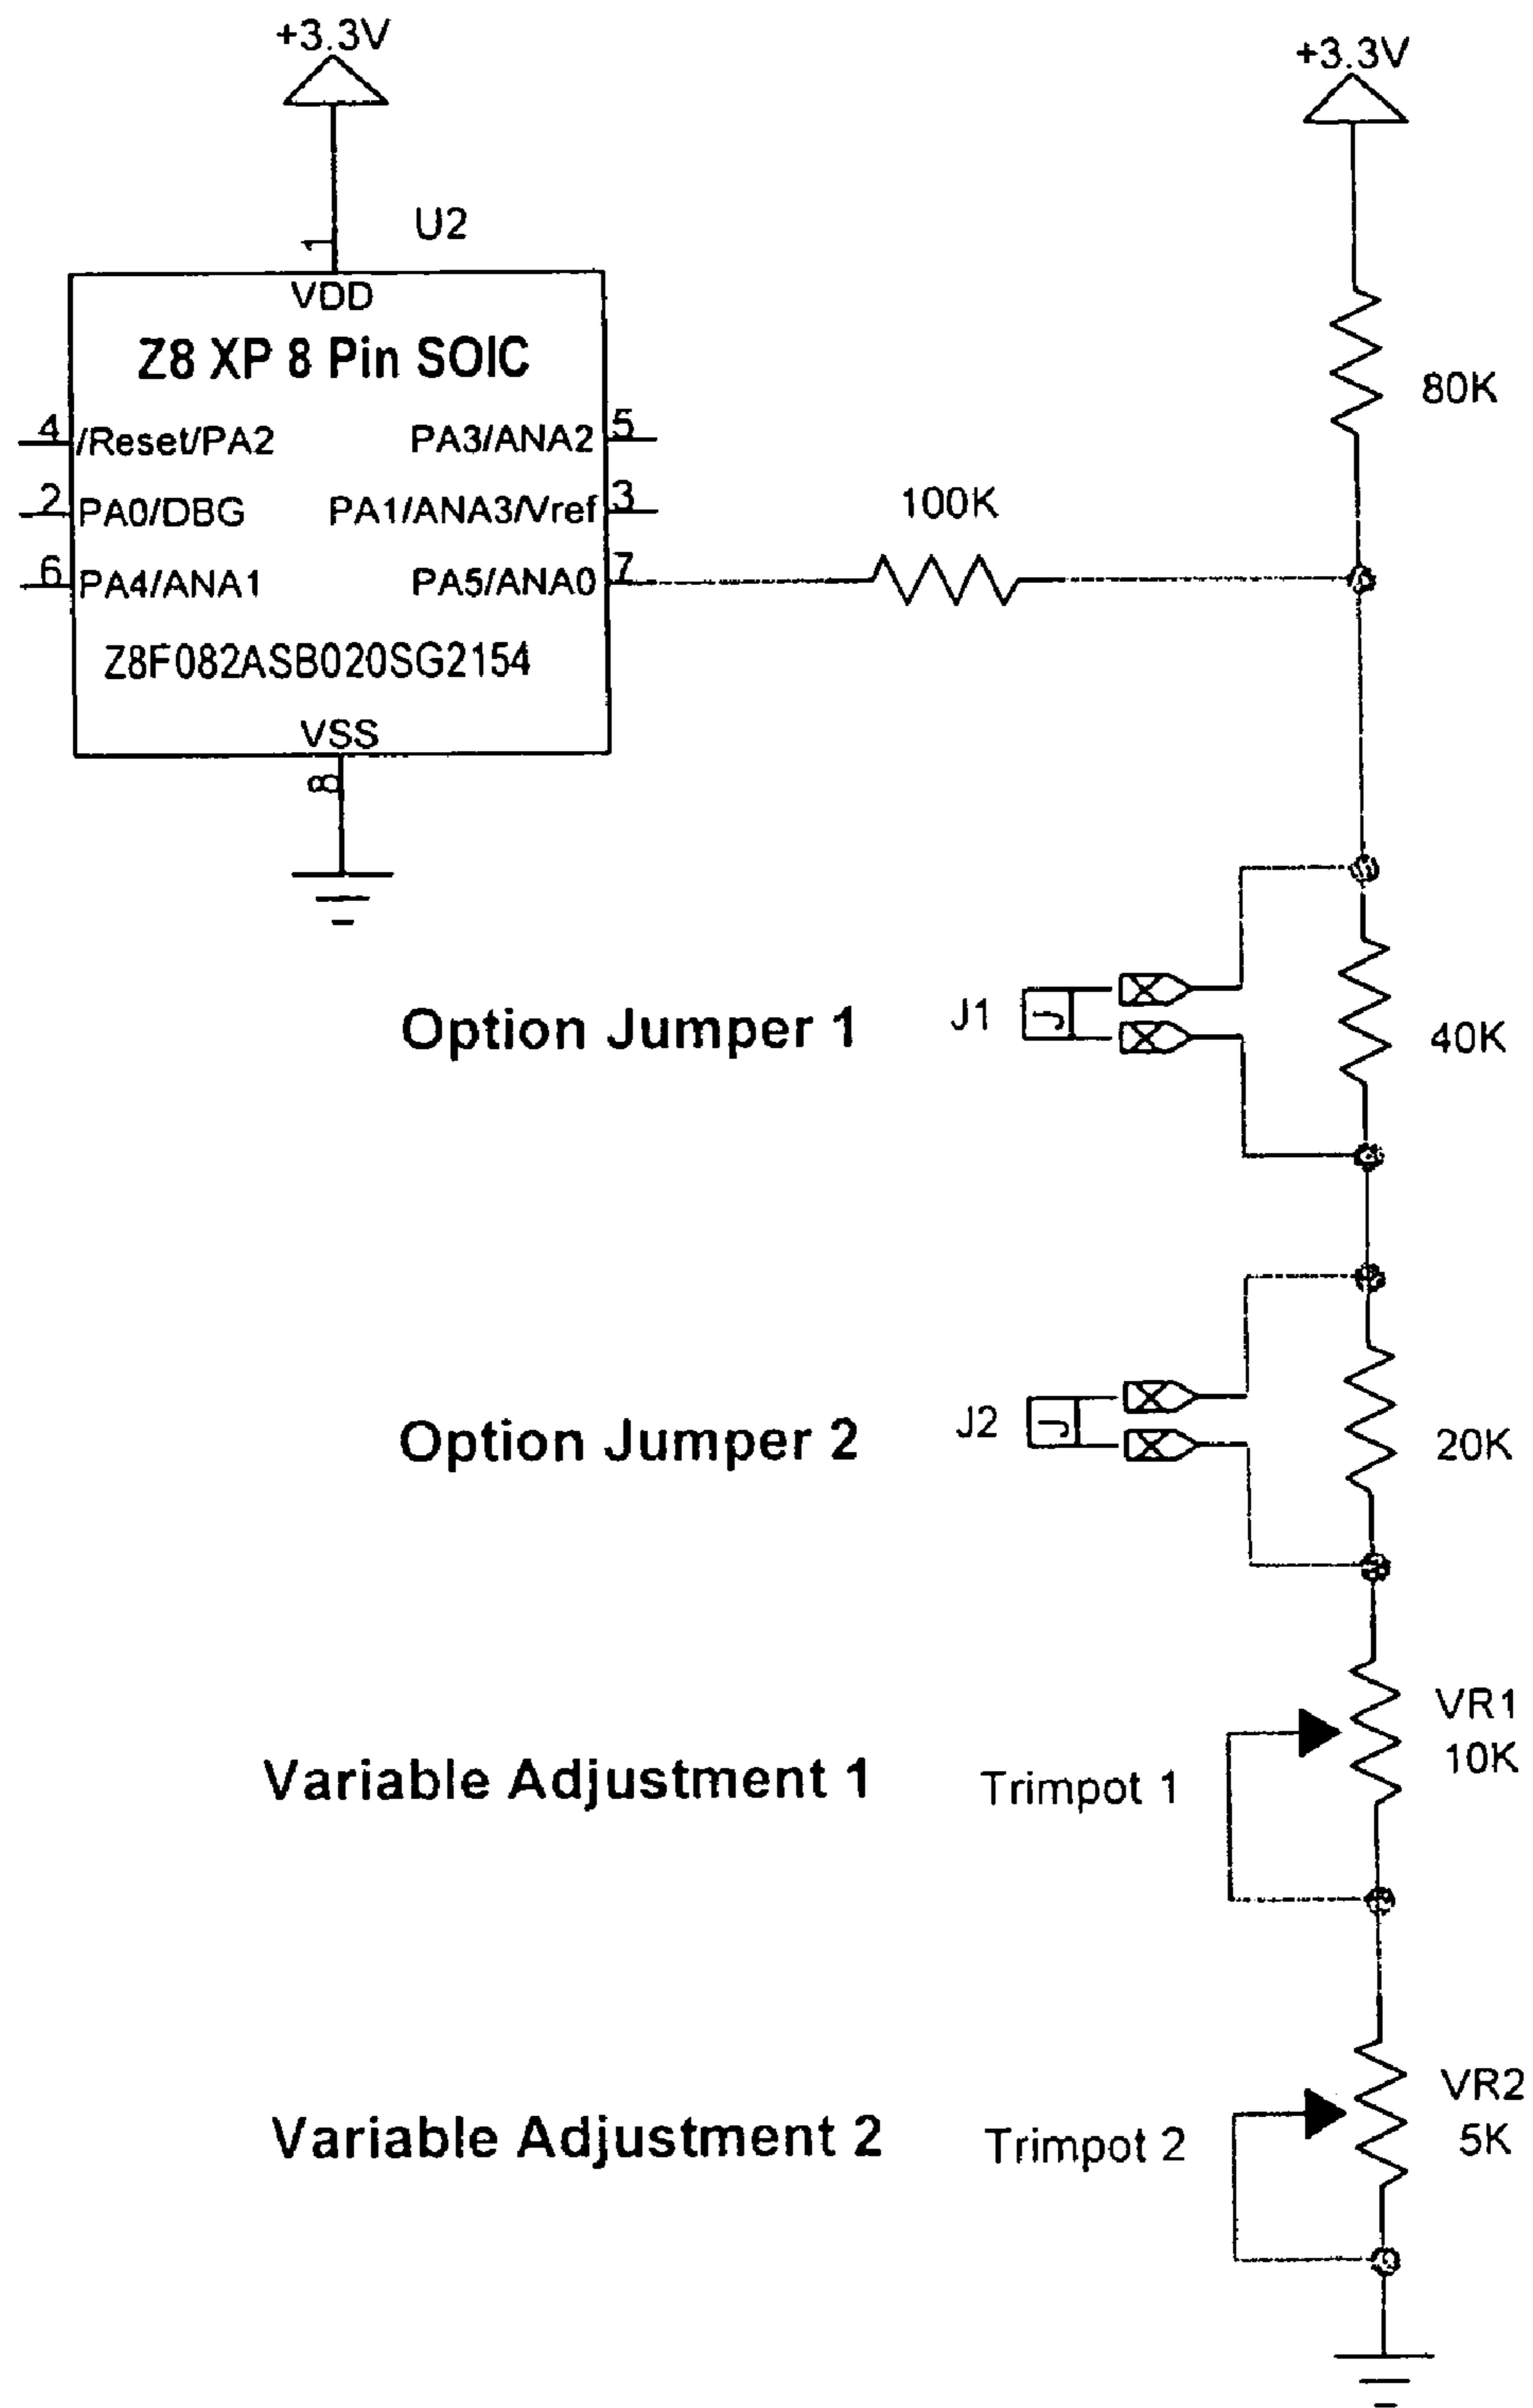 +3.3V
+3.3V
1
U2
VDD
Z8 XP 8 Pin SOIC
80K
4
/Reset/PA2
PA3/ANA2
5
2
PA0/DBG
PA1/ANA3/Vref
3
100K
6
PA4/ANA1
PA5/ANA0
7
Z8F082ASB020SG2154
VSS
8
Option Jumper 1
J1
J
40K
Option Jumper 2
J2
J
20K
Variable Adjustment 1
Trimpot 1
VR1
10K
Variable Adjustment 2
Trimpot 2
VR2
5K